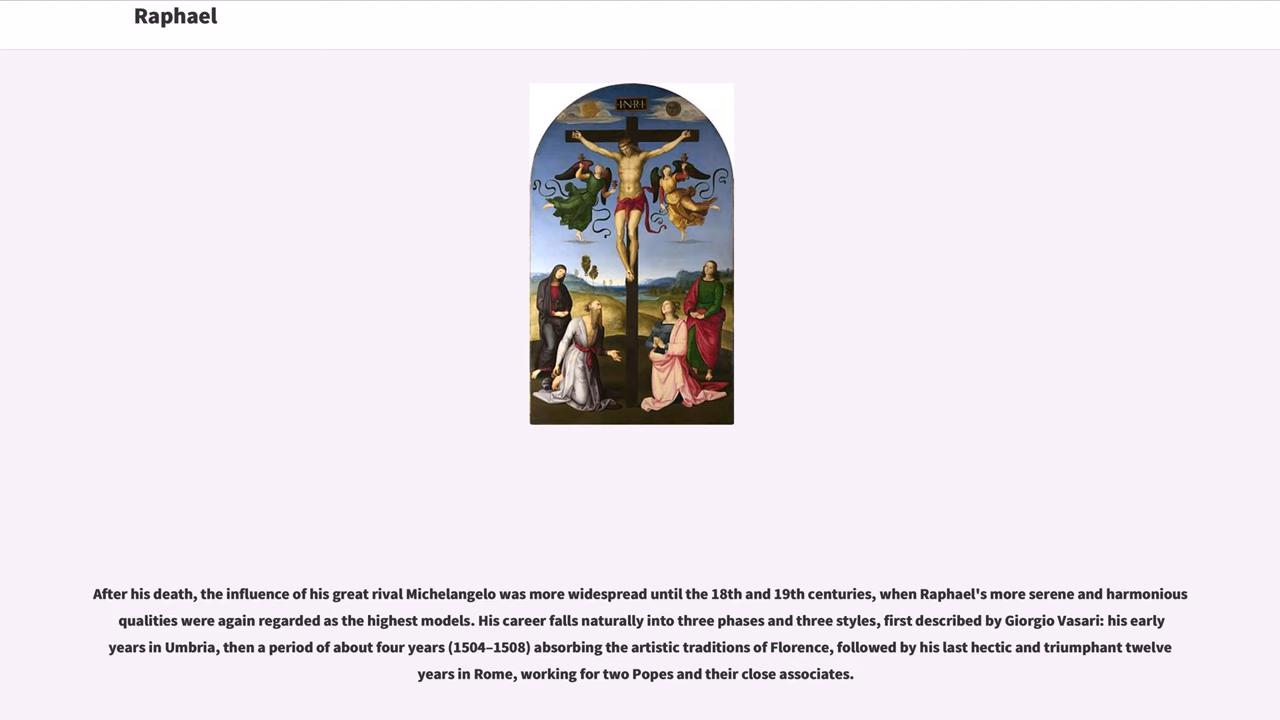 Raphael
·I·N·R·I·
After his death, the influence of his great rival Michelangelo was more widespread until the 18th and 19th centuries, when Raphael's more serene and harmonious
qualities were again regarded as the highest models. His career falls naturally into three phases and three styles, first described by Giorgio Vasari: his early
years in Umbria, then a period of about four years (1504–1508) absorbing the artistic traditions of Florence, followed by his last hectic and triumphant twelve
years in Rome, working for two Popes and their close associates.